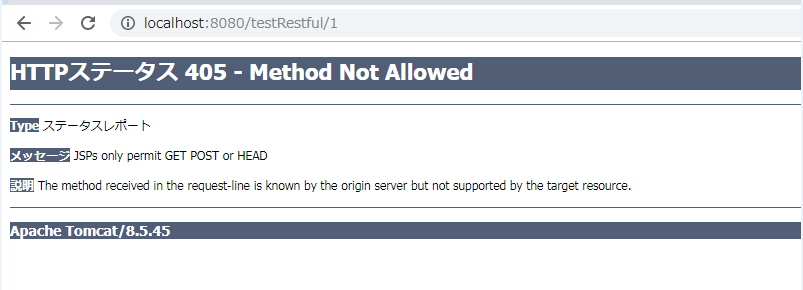 localhost:8080/testRestful/1
HTTPステータス 405 - Method Not Allowed
Type ステータスレポート
メッセージ JSPs only permit GET POST or HEAD
説明 The method received in the request-line is known by the origin server but not supported by the target resource.
Apache Tomcat/8.5.45